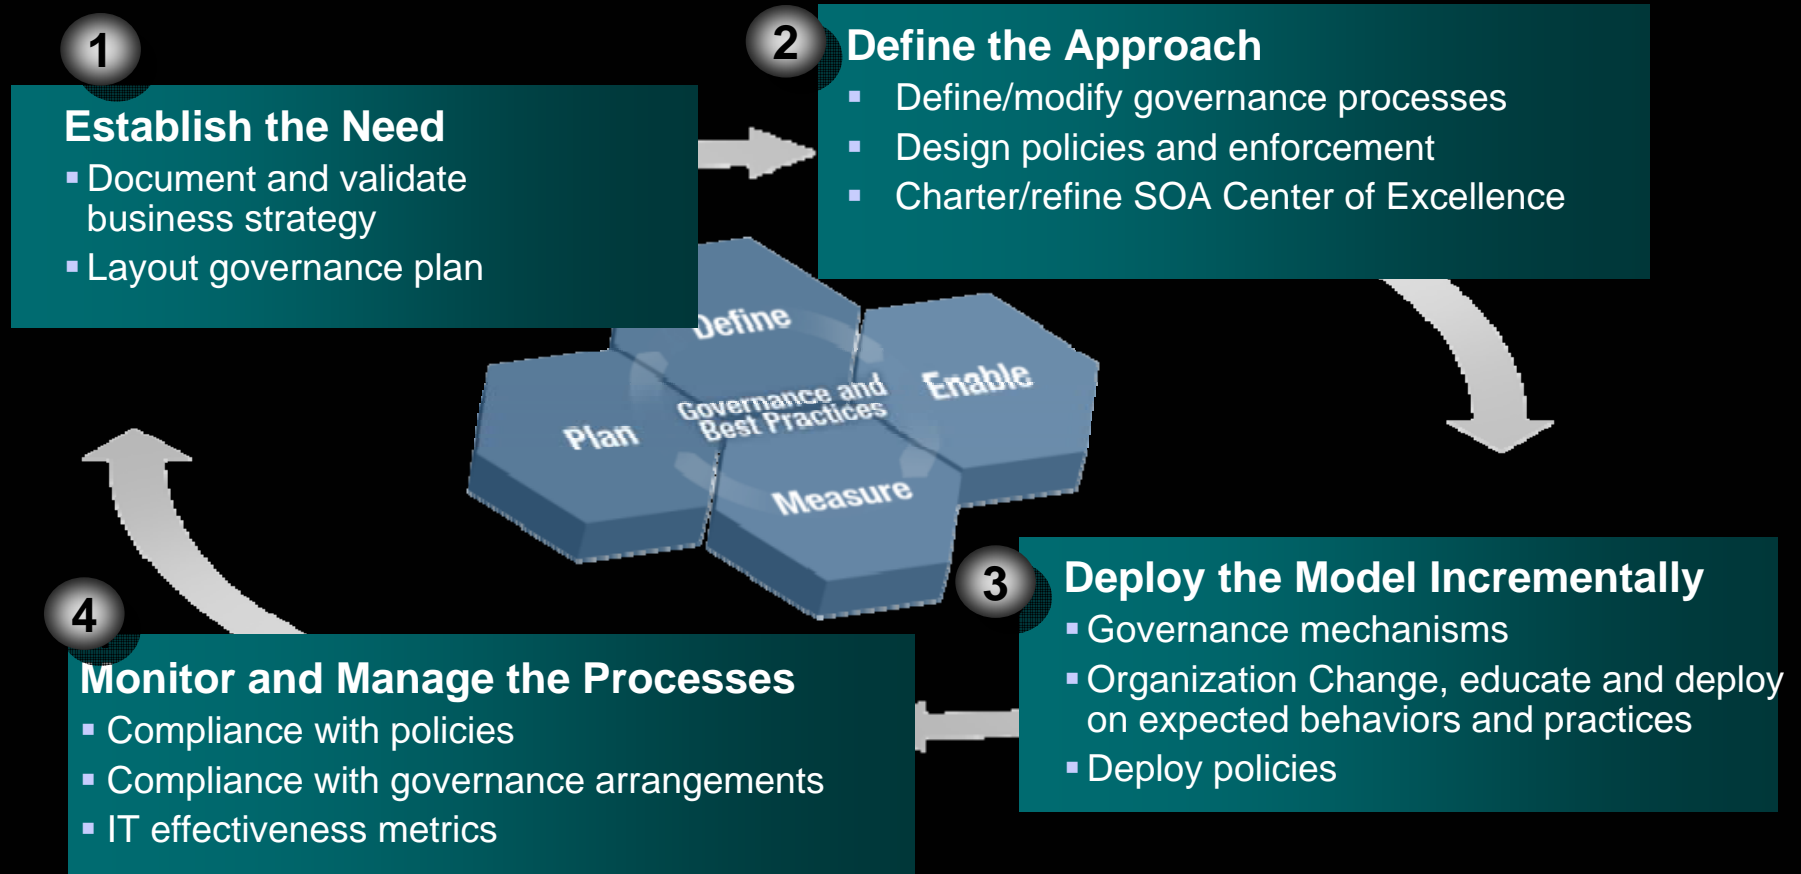 1
Establish the Need
▪ Document and validate
business strategy
▪ Layout governance plan
2
Define the Approach
▪ Define/modify governance processes
▪ Design policies and enforcement
▪ Charter/refine SOA Center of Excellence
Define
Enable
Governance and
Best Practices
Plan
Measure
3
Deploy the Model Incrementally
▪ Governance mechanisms
▪ Organization Change, educate and deploy
on expected behaviors and practices
▪ Deploy policies
4
Monitor and Manage the Processes
▪ Compliance with policies
▪ Compliance with governance arrangements
▪ IT effectiveness metrics